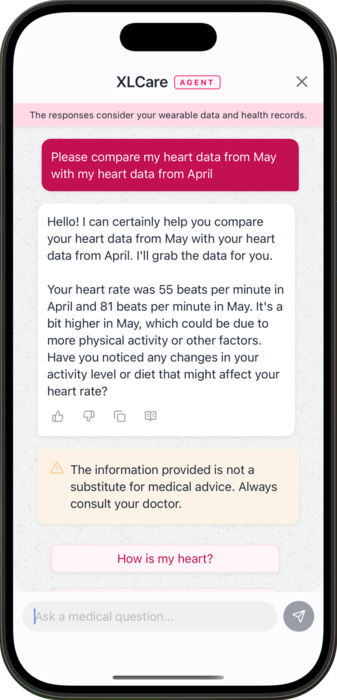 XLCare AGENT
The responses consider your wearable data and health records.
Please compare my heart data from May
with my heart data from April
Hello! I can certainly help you compare
your heart data from May with your heart
data from April. I'll grab the data for you.
Your heart rate was 55 beats per minute in
April and 81 beats per minute in May. It's a
bit higher in May, which could be due to
more physical activity or other factors.
Have you noticed any changes in your
activity level or diet that might affect your
heart rate?
The information provided is not a
substitute for medical advice. Always
consult your doctor.
How is my heart?
Ask a medical question...